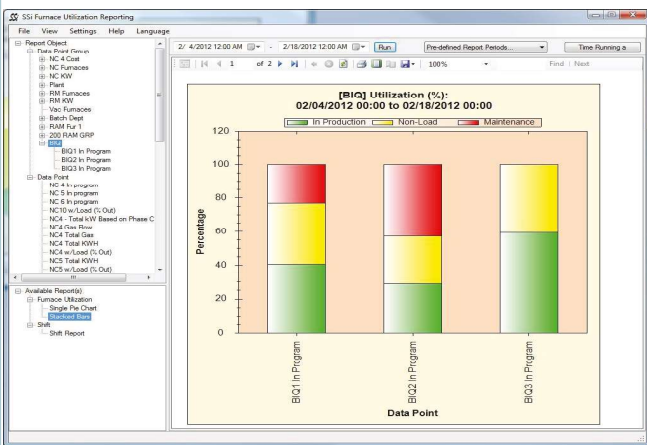 SSi Furnace Utilization Reporting
File View Settings Help Language
Report Object
Data Point Group
NC 4 Cost
NC Furnaces
NC KW
Plant
RM Furnaces
RM KW
Vac Furnaces
Batch Dept
RAM Fur 1
200 RAM GRP
BIQ
BIQ1 In Program
BIQ2 In Program
BIQ3 In Program
Data Point
NC 4 In program
NC 5 In program
NC 6 In program
NC10 w/Load (% Out)
NC4 - Total kW Based on Phase C
NC4 Gas Flow
NC4 Total Gas
NC4 Total KWH
NC4 w/Load (% Out)
NC5 Total KWH
NC5 w/Load (% Out)
Available Report(s)
Furnace Utilization
Single Pie Chart
Stacked Bars
Shift
Shift Report
2/ 4/2012 12:00 AM - 2/18/2012 12:00 AM Run Pre-defined Report Periods... Time Running a
1 of 2 100% Find | Next
[BIQ] Utilization (%):
02/04/2012 00:00 to 02/18/2012 00:00
In Production Non-Load Maintenance
Percentage
120
100
80
60
40
20
0
BIQ1 In Program
BIQ2 In Program
BIQ3 In Program
Data Point